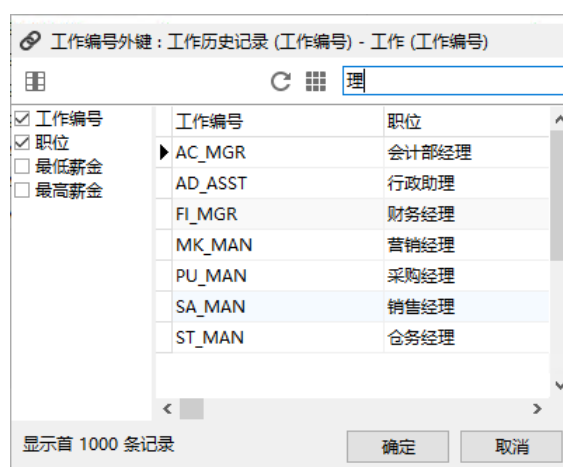 工作编号外键 : 工作历史记录 (工作编号) - 工作 (工作编号)
理
工作编号
职位
最低薪金
最高薪金
工作编号 职位
AC_MGR 会计部经理
AD_ASST 行政助理
FI_MGR 财务经理
MK_MAN 营销经理
PU_MAN 采购经理
SA_MAN 销售经理
ST_MAN 仓务经理
显示首 1000 条记录
确定 取消